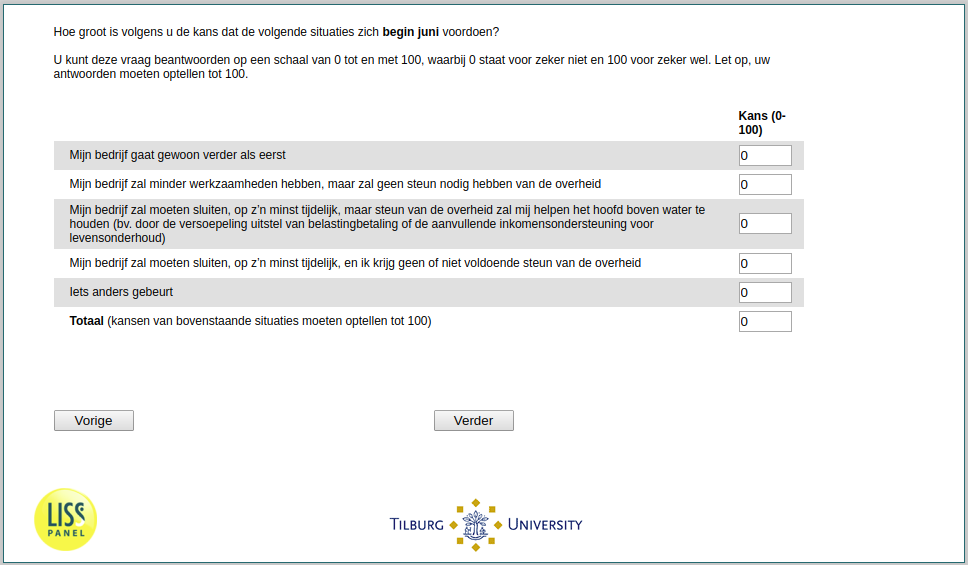 Hoe groot is volgens u de kans dat de volgende situaties zich begin juni voordoen?
U kunt deze vraag beantwoorden op een schaal van 0 tot en met 100, waarbij 0 staat voor zeker niet en 100 voor zeker wel. Let op, uw
antwoorden moeten optellen tot 100.
Kans (0-
100)
Mijn bedrijf gaat gewoon verder als eerst 0
Mijn bedrijf zal minder werkzaamheden hebben, maar zal geen steun nodig hebben van de overheid 0
Mijn bedrijf zal moeten sluiten, op z'n minst tijdelijk, maar steun van de overheid zal mij helpen het hoofd boven water te
houden (bv. door de versoepeling uitstel van belastingbetaling of de aanvullende inkomensondersteuning voor 0
levensonderhoud)
Mijn bedrijf zal moeten sluiten, op z'n minst tijdelijk, en ik krijg geen of niet voldoende steun van de overheid 0
Iets anders gebeurt 0
Totaal (kansen van bovenstaande situaties moeten optellen tot 100) 0
Vorige Verder
LISS
PANEL
TILBURG UNIVERSITY